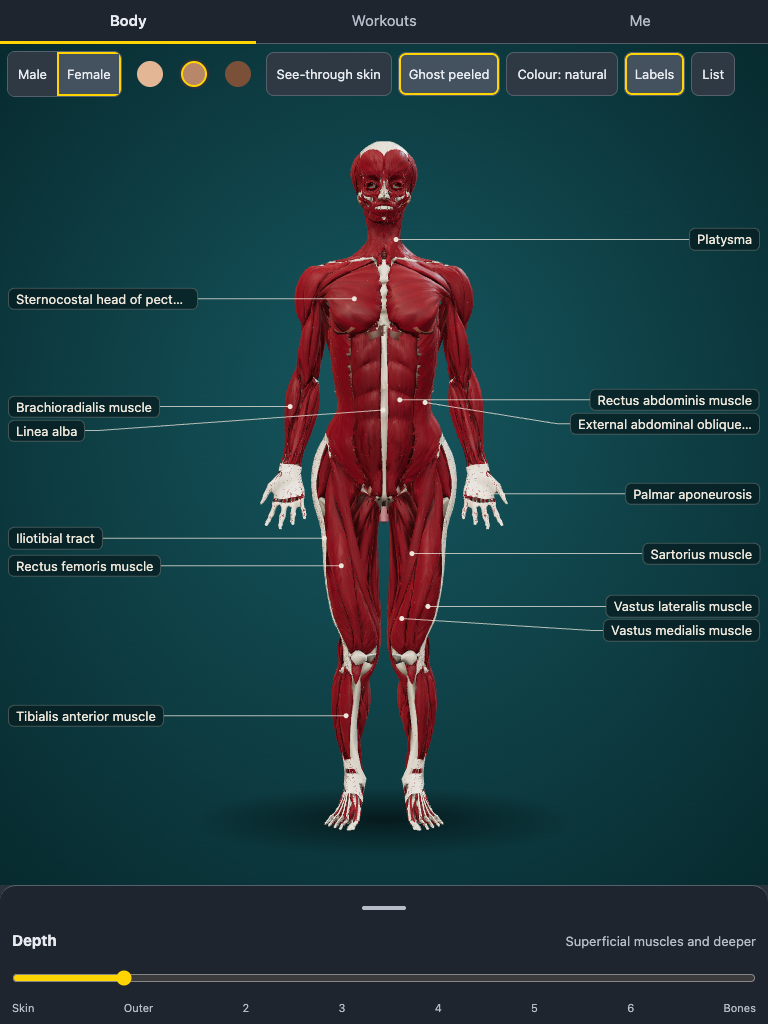 Body
Workouts
Me
Male
Female
See-through skin
Ghost peeled
Colour: natural
Labels
List
Platysma
Sternocostal head of pect...
Rectus abdominis muscle
Brachioradialis muscle
External abdominal oblique...
Linea alba
Palmar aponeurosis
Iliotibial tract
Sartorius muscle
Rectus femoris muscle
Vastus lateralis muscle
Vastus medialis muscle
Tibialis anterior muscle
Depth
Superficial muscles and deeper
Skin
Outer
2
3
4
5
6
Bones